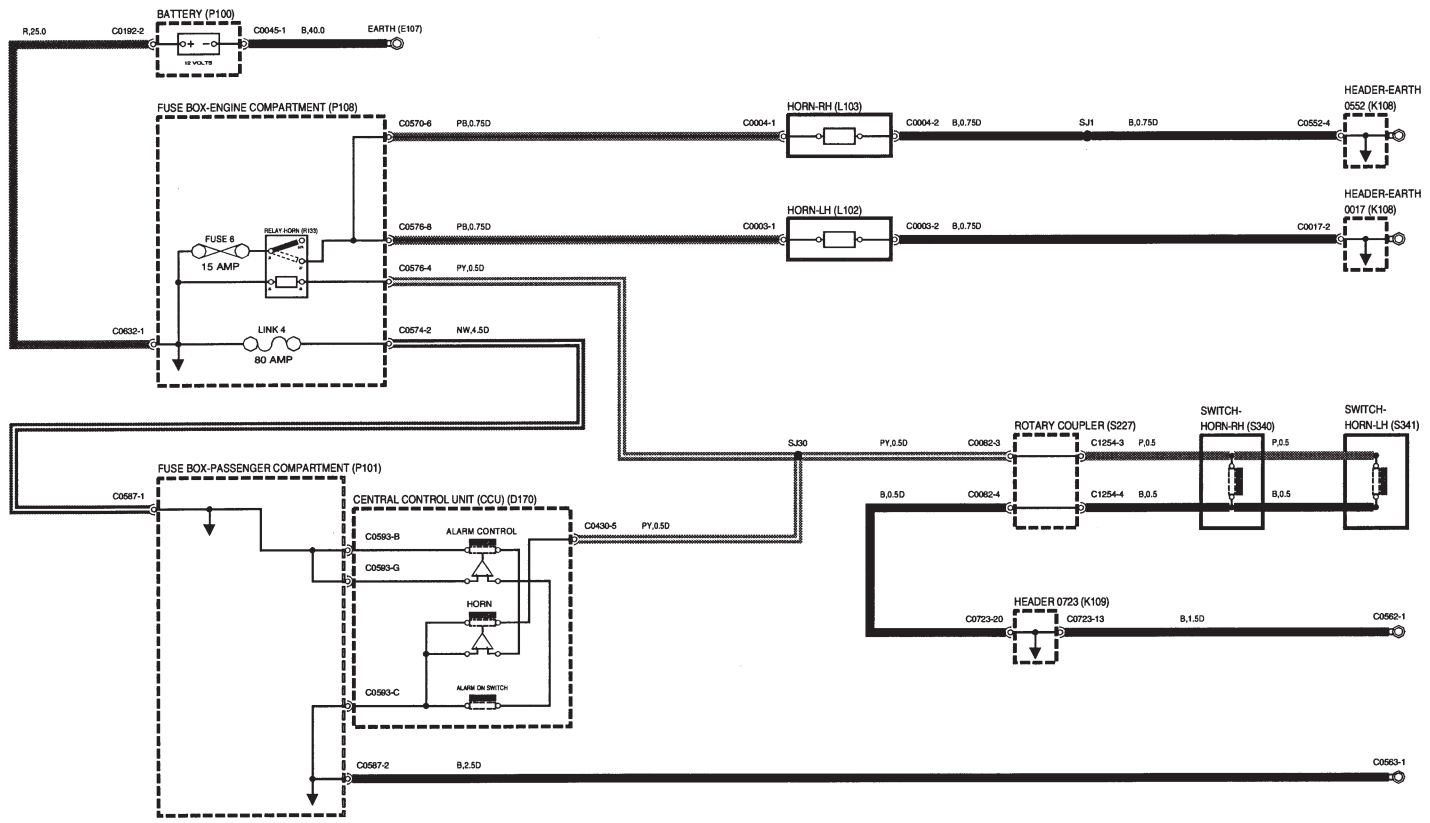 BATTERY (P100)
R,25.0
C0192-2
C0045-1
B,40.0
EARTH (E107)
+ -
12 VOLTS
FUSE BOX-ENGINE COMPARTMENT (P108)
C0570-6
PB,0.75D
C0004-1
HORN-RH (L103)
C0004-2
B,0.75D
SJ1
B,0.75D
C0552-4
HEADER-EARTH
0552 (K108)
C0576-8
PB,0.75D
C0003-1
HORN-LH (L102)
C0003-2
B,0.75D
C0017-2
HEADER-EARTH
0017 (K108)
FUSE 6
15 AMP
RELAY HORN (R133)
C0576-4
PY,0.5D
C0632-1
LINK 4
80 AMP
C0574-2
NW,4.5D
SJ30
PY,0.5D
C0082-3
ROTARY COUPLER (S227)
C1254-3
P,0.5
SWITCH-
HORN-RH (S340)
P,0.5
SWITCH-
HORN-LH (S341)
B,0.5D
C0082-4
C1254-4
B,0.5
B,0.5
FUSE BOX-PASSENGER COMPARTMENT (P101)
C0587-1
CENTRAL CONTROL UNIT (CCU) (D170)
C0593-B
ALARM CONTROL
C0430-5
PY,0.5D
C0593-G
HORN
C0593-C
ALARM ON SWITCH
HEADER 0723 (K109)
C0723-20
C0723-13
B,1.5D
C0562-1
C0587-2
B,2.5D
C0563-1